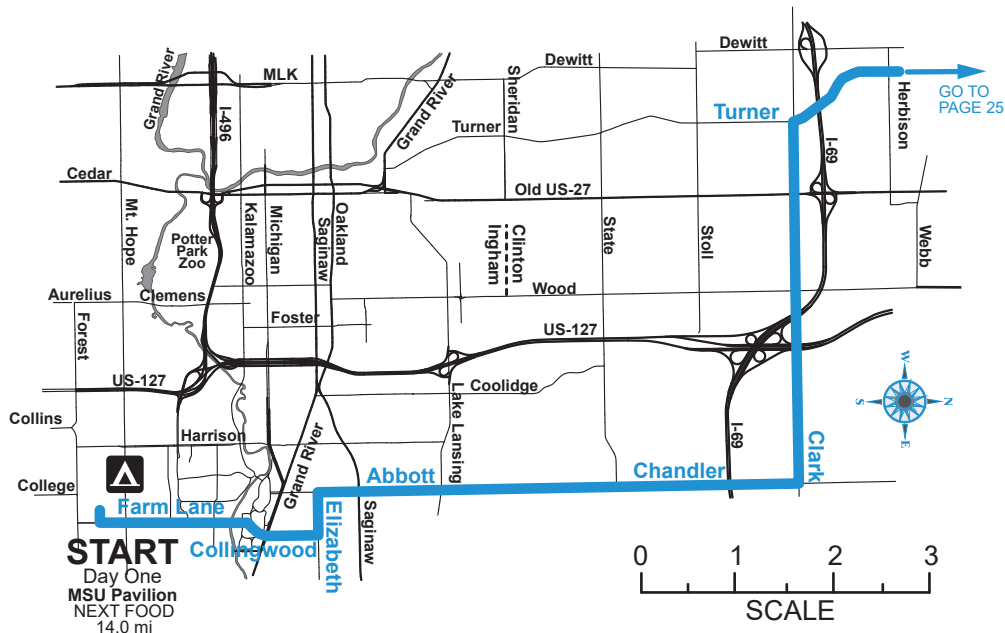 Dewitt
Grand River
MLK
Dewitt
Sheridan
Grand River
I-496
GO TO
PAGE 25
Herbison
Turner
Turner
I-69
Cedar
Old US-27
Mt. Hope
Kalamazoo
Michigan
Saginaw
Oakland
Potter
Park
Zoo
Clinton
Ingham
State
Stoll
Webb
Aurelius
Clemens
Wood
Forest
Foster
US-127
US-127
Coolidge
Lake Lansing
W
S
N
E
Collins
Harrison
I-69
Clark
College
Grand River
Abbott
Chandler
Farm Lane
Saginaw
Elizabeth
Collingwood
START
Day One
MSU Pavilion
NEXT FOOD
14.0 mi
0 1 2 3
SCALE